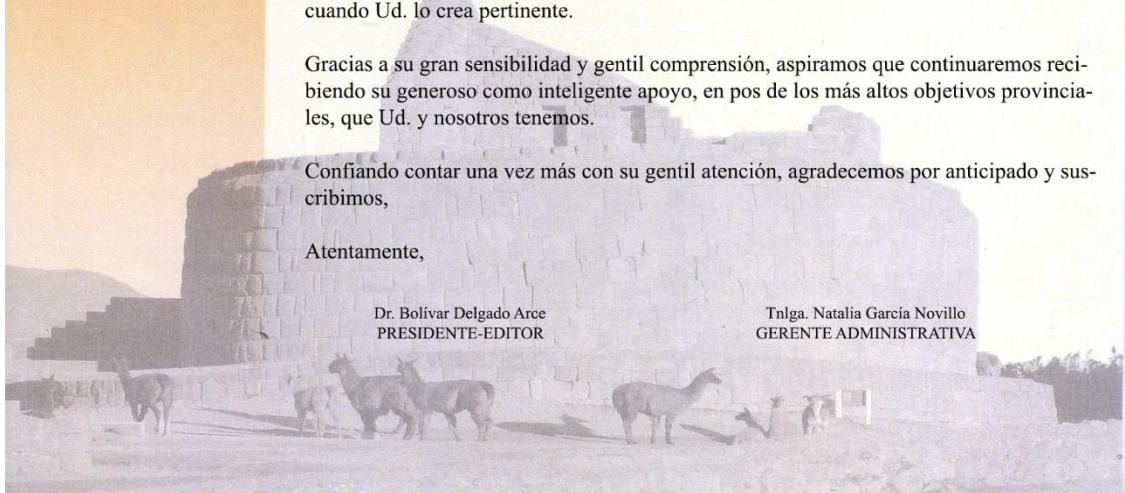 cuando Ud. lo crea pertinente.
Gracias a su gran sensibilidad y gentil comprensión, aspiramos que continuaremos reci-
biendo su generoso como inteligente apoyo, en pos de los más altos objetivos provincia-
les, que Ud. y nosotros tenemos.
Confiando contar una vez más con su gentil atención, agradecemos por anticipado y sus-
cribimos,
Atentamente,
Dr. Bolívar Delgado Arce
PRESIDENTE-EDITOR
Tnlga. Natalia García Novillo
GERENTE ADMINISTRATIVA